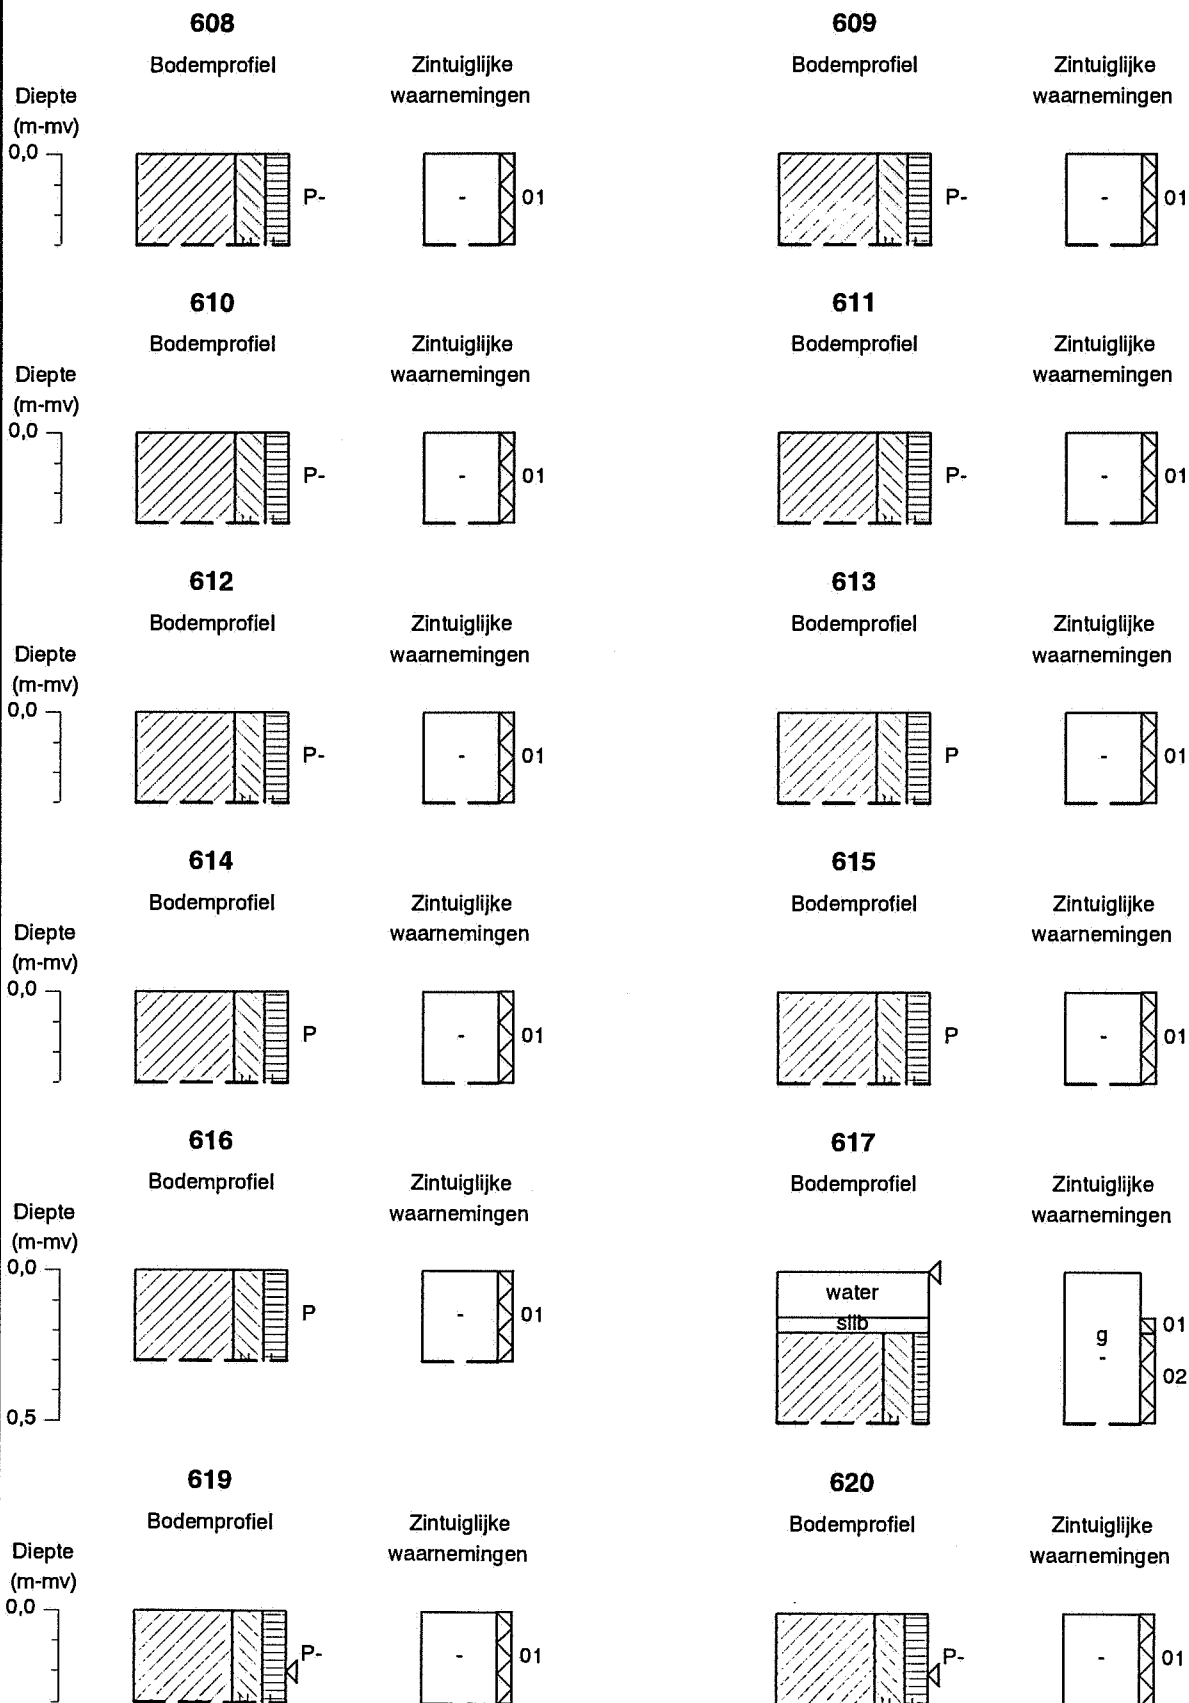 608 609
Bodemprofiel Zintuiglijke Bodemprofiel Zintuiglijke
Diepte waarnemingen waarnemingen
(m-mv)
0,0
P- - 01 P- - 01
610 611
Bodemprofiel Zintuiglijke Bodemprofiel Zintuiglijke
Diepte waarnemingen waarnemingen
(m-mv)
0,0
P- - 01 P- - 01
612 613
Bodemprofiel Zintuiglijke Bodemprofiel Zintuiglijke
Diepte waarnemingen waarnemingen
(m-mv)
0,0
P- - 01 P - 01
614 615
Bodemprofiel Zintuiglijke Bodemprofiel Zintuiglijke
Diepte waarnemingen waarnemingen
(m-mv)
0,0
P - 01 P - 01
616 617
Bodemprofiel Zintuiglijke Bodemprofiel Zintuiglijke
Diepte waarnemingen waarnemingen
(m-mv)
0,0
water
P - 01 slib g 01
- 02
0,5
619 620
Bodemprofiel Zintuiglijke Bodemprofiel Zintuiglijke
Diepte waarnemingen waarnemingen
(m-mv)
0,0
P- - 01 P- - 01